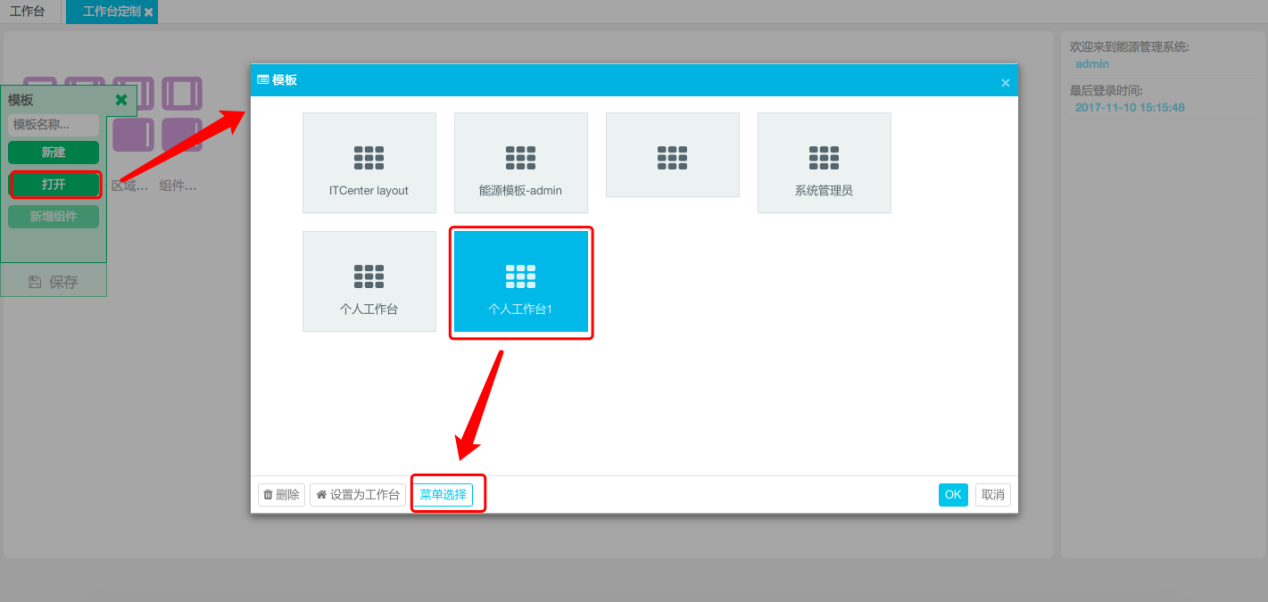 工作台
工作台定制
模板
模板名称...
新建
打开
新增组件
保存
区域...
组件...
模板
ITCenter layout
能源模板-admin
系统管理员
个人工作台
个人工作台1
删除
设置为工作台
菜单选择
OK
取消
欢迎来到能源管理系统:
admin
最后登录时间:
2017-11-10 15:15:48